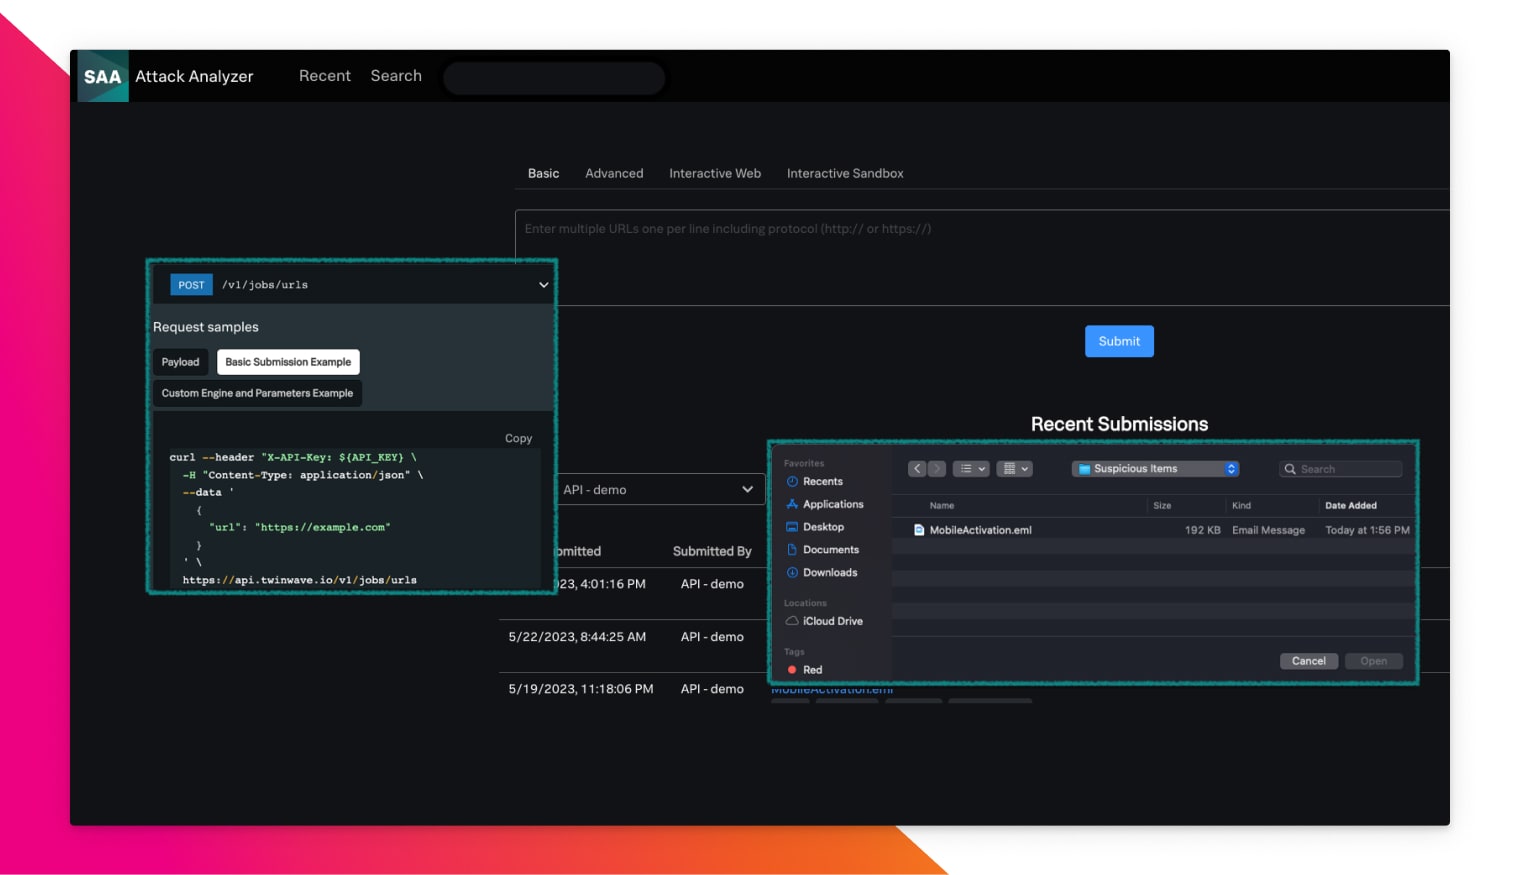 SAA Attack Analyzer Recent Search
Basic Advanced Interactive Web Interactive Sandbox
Enter multiple URLs one per line including protocol (http:// or https://)
Submit
POST /v1/jobs/urls
Request samples
Payload Basic Submission Example
Custom Engine and Parameters Example
Copy
curl --header "X-API-Key: ${API_KEY} \
-H "Content-Type: application/json" \
--data '
{
"url": "https://example.com"
}
' \
https://api.twinwave.io/v1/jobs/urls
Recent Submissions
API - demo
Submitted By
23, 4:01:16 PM API - demo
5/22/2023, 8:44:25 AM API - demo
5/19/2023, 11:18:06 PM API - demo MobileActivation.eml
Favorites
Recents
Applications
Desktop
Documents
Downloads
Locations
iCloud Drive
Tags
Red
Suspicious Items
Search
Name Size Kind Date Added
MobileActivation.eml 192 KB Email Message Today at 1:56 PM
Cancel Open